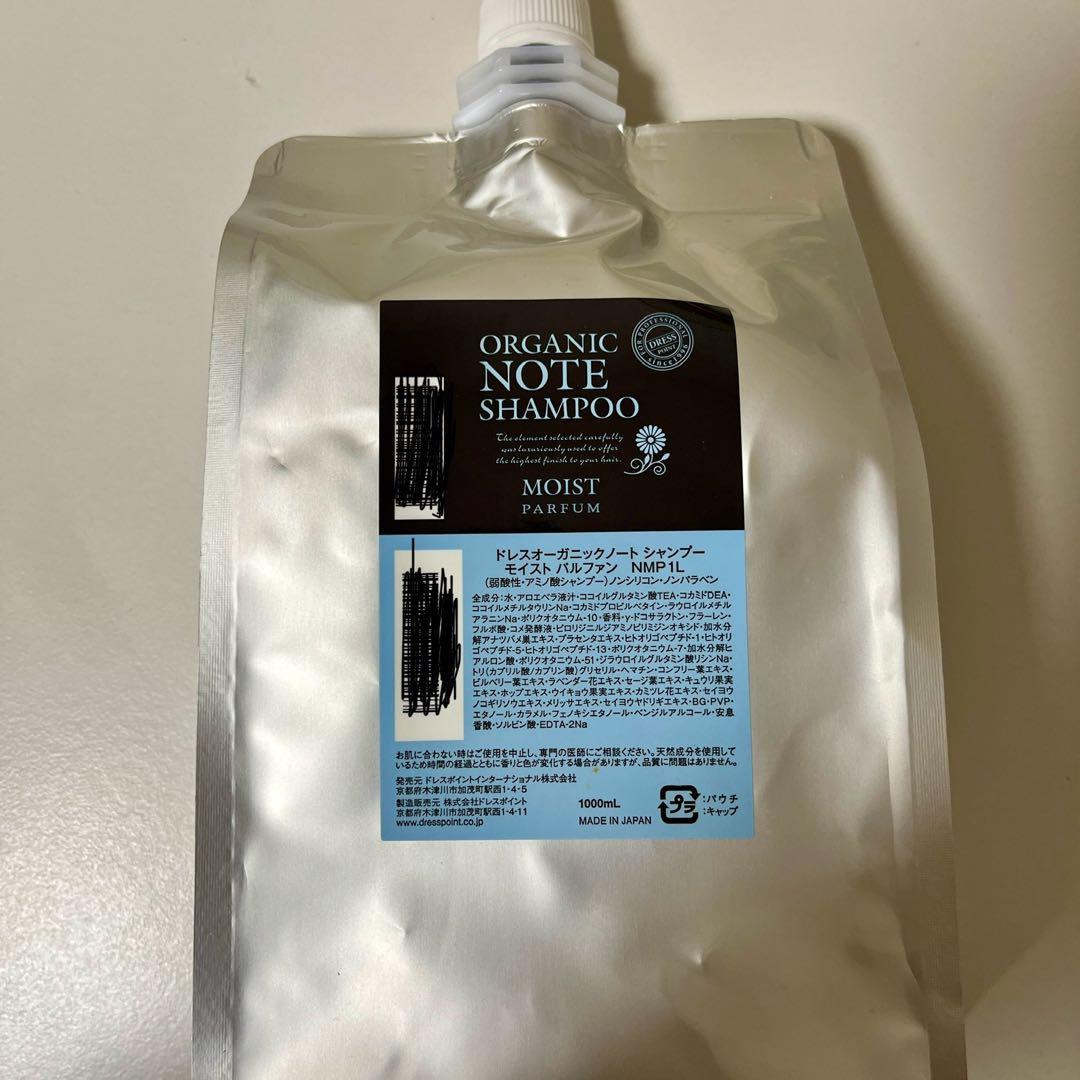 ORGANIC
NOTE
SHAMPOO
FOR PROFESSIONAL
DRESS
POINT
since1996
The element selected carefully
was luxuriously used to offer
the highest finish to your hair.
MOIST
PARFUM
ドレスオーガニックノート シャンプー
モイスト パルファン NMP1L
(弱酸性・アミノ酸シャンプー)ノンシリコン・ノンパラベン
全成分:水・アロエベラ液汁・ココイルグルタミン酸TEA・コカミドDEA・
ココイルメチルタウリンNa・コカミドプロピルベタイン・ラウロイルメチル
アラニンNa・ポリクオタニウム-10・香料・γ-ドコサラクトン・フラーレン・
フルボ酸・コメ発酵液・ピロリジニルジアミノピリミジンオキシド・加水分
解アナツバメ巣エキス・プラセンタエキス・ヒトオリゴペプチド-1・ヒトオリ
ゴペプチド-5・ヒトオリゴペプチド-13・ポリクオタニウム-7・加水分解ヒ
アルロン酸・ポリクオタニウム-51・ジラウロイルグルタミン酸リシンNa・
トリ(カプリル酸/カプリン酸)グリセリル・ヘマチン・コンフリー葉エキス・
ビルベリー葉エキス・ラベンダー花エキス・セージ葉エキス・キュウリ果実
エキス・ホップエキス・ウイキョウ果実エキス・カミツレ花エキス・セイヨウ
ノコギリソウエキス・メリッサエキス・セイヨウヤドリギエキス・BG・PVP・
エタノール・カラメル・フェノキシエタノール・ベンジルアルコール・安息
香酸・ソルビン酸・EDTA-2Na
お肌に合わない時はご使用を中止し、専門の医師にご相談ください。天然成分を使用して
いるため時間の経過とともに香りと色が変化する場合がありますが、品質に問題はありません。
発売元 ドレスポイントインターナショナル株式会社
京都府木津川市加茂町駅西1-4-5
製造販売元 株式会社ドレスポイント
京都府木津川市加茂町駅西1-4-11
www.dresspoint.co.jp
1000mL
MADE IN JAPAN
プラ
:パウチ
:キャップ